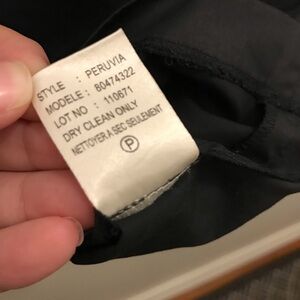 STYLE : PERUVIA
MODELE : 80474322
LOT NO : 110671
DRY CLEAN ONLY
NETTOYER A SEC SEULEMENT
P